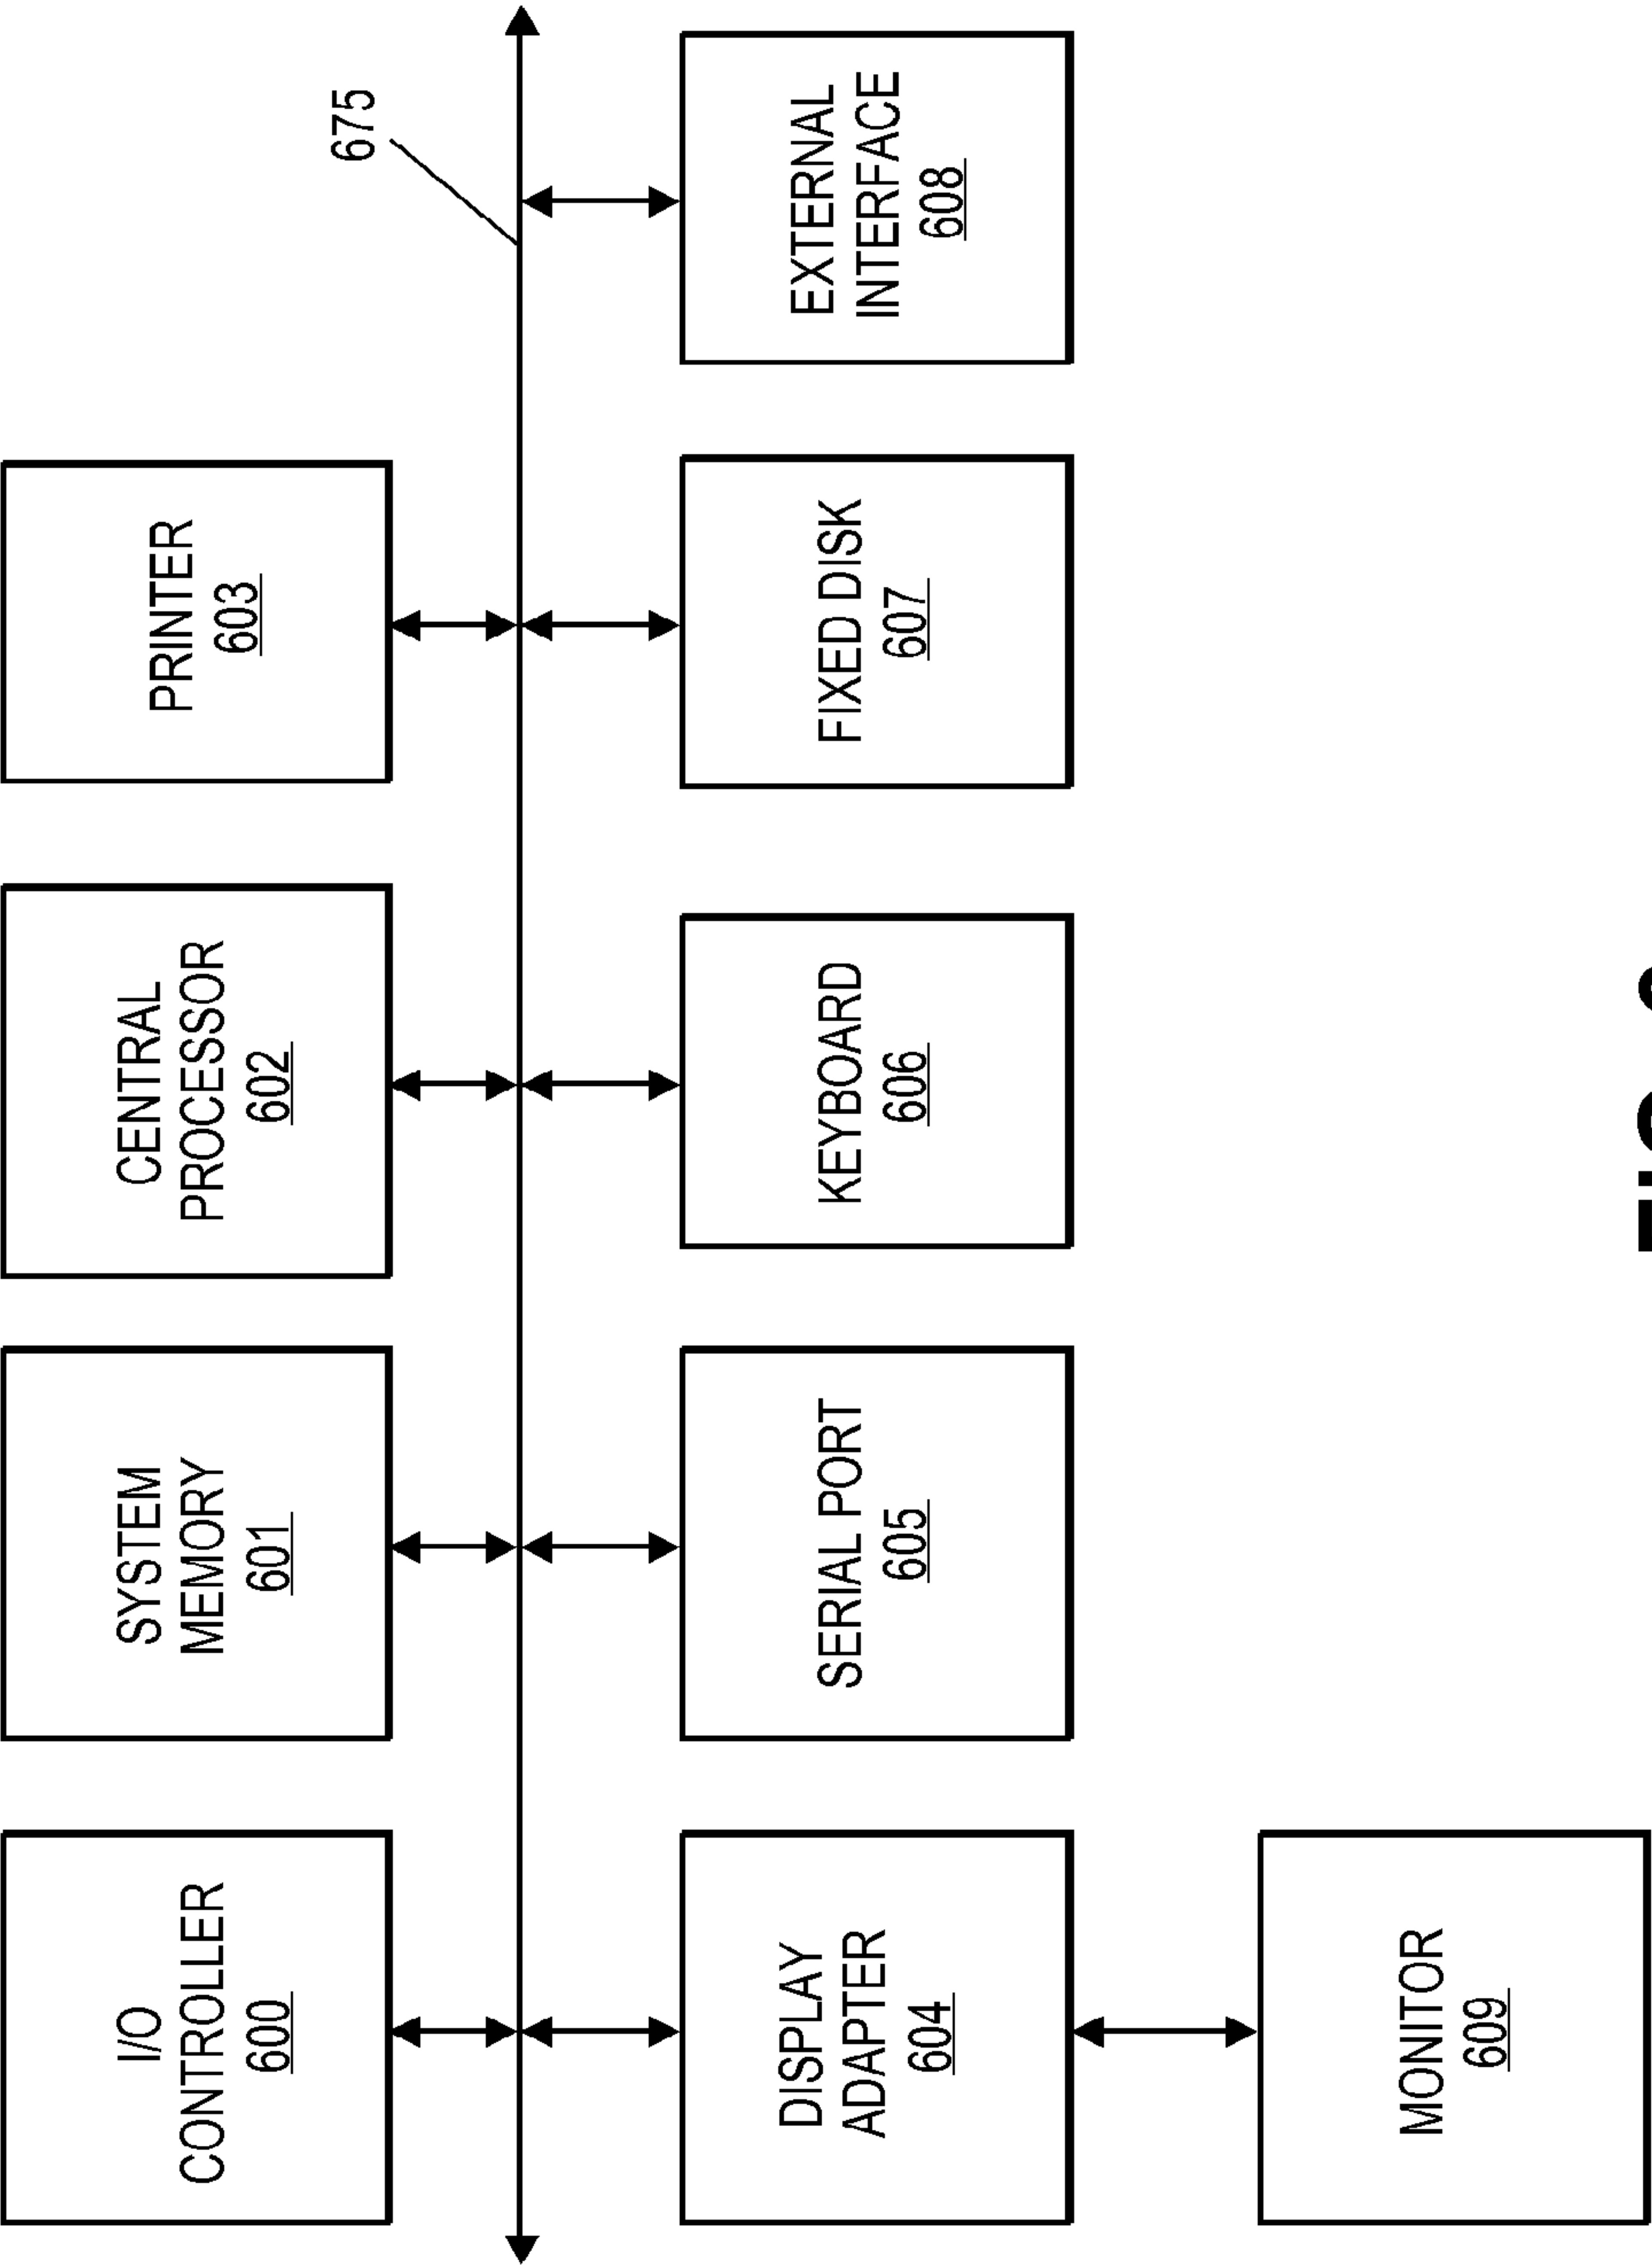 I/O
CONTROLLER
600
SYSTEM
MEMORY
601
CENTRAL
PROCESSOR
602
PRINTER
603
675
DISPLAY
ADAPTER
604
SERIAL PORT
605
KEYBOARD
606
FIXED DISK
607
EXTERNAL
INTERFACE
608
MONITOR
609